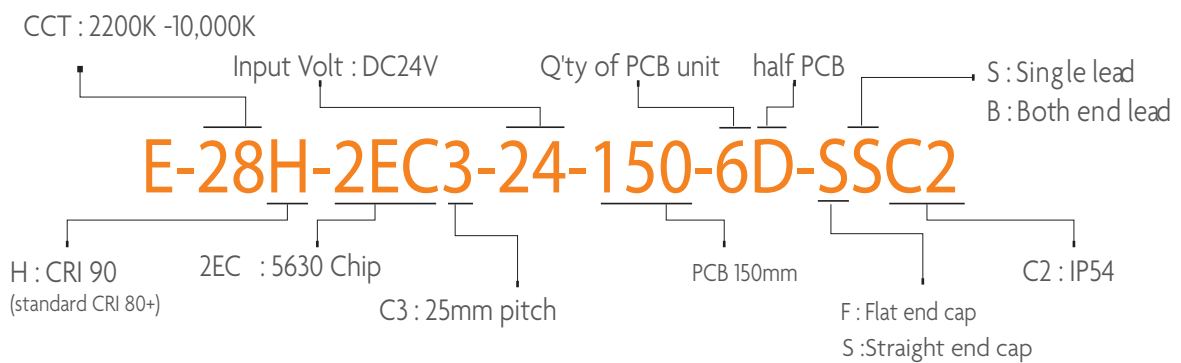 CCT : 2200K -10,000K
Input Volt : DC24V
Q'ty of PCB unit
half PCB
S : Single lead
B : Both end lead
E-28H-2EC3-24-150-6D-SSC2
H : CRI 90
(standard CRI 80+)
2EC : 5630 Chip
C3 : 25mm pitch
PCB 150mm
F : Flat end cap
S :Straight end cap
C2 : IP54